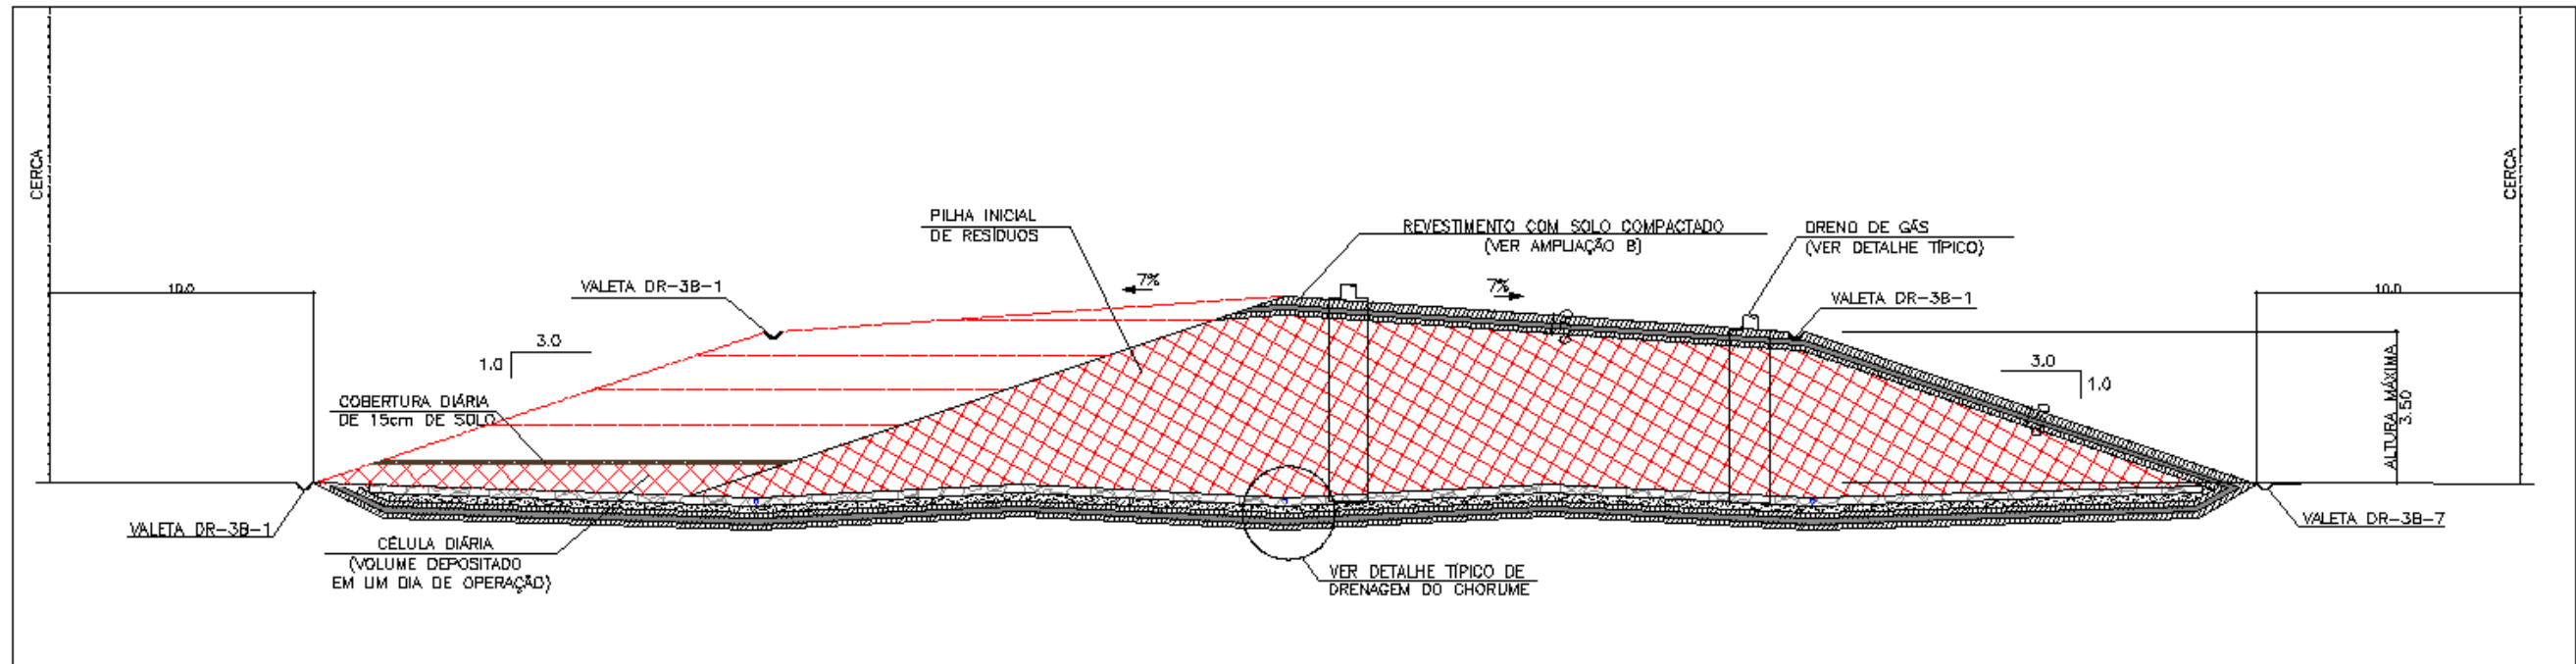 CERCA
10.0
VALETA DR-3B-1
PILHA INICIAL
DE RESÍDUOS
7%
REVESTIMENTO COM SOLO COMPACTADO
(VER AMPLIAÇÃO B)
7%
DRENO DE GÁS
(VER DETALHE TÍPICO)
VALETA DR-3B-1
10.0
CERCA
1.0
3.0
3.0
1.0
ALTURA MÁXIMA
3.50
COBERTURA DIÁRIA
DE 15cm DE SOLO
VALETA DR-3B-1
CÉLULA DIÁRIA
(VOLUME DEPOSITADO
EM UM DIA DE OPERAÇÃO)
VER DETALHE TÍPICO DE
DRENAGEM DO CHORUME
VALETA DR-3B-7